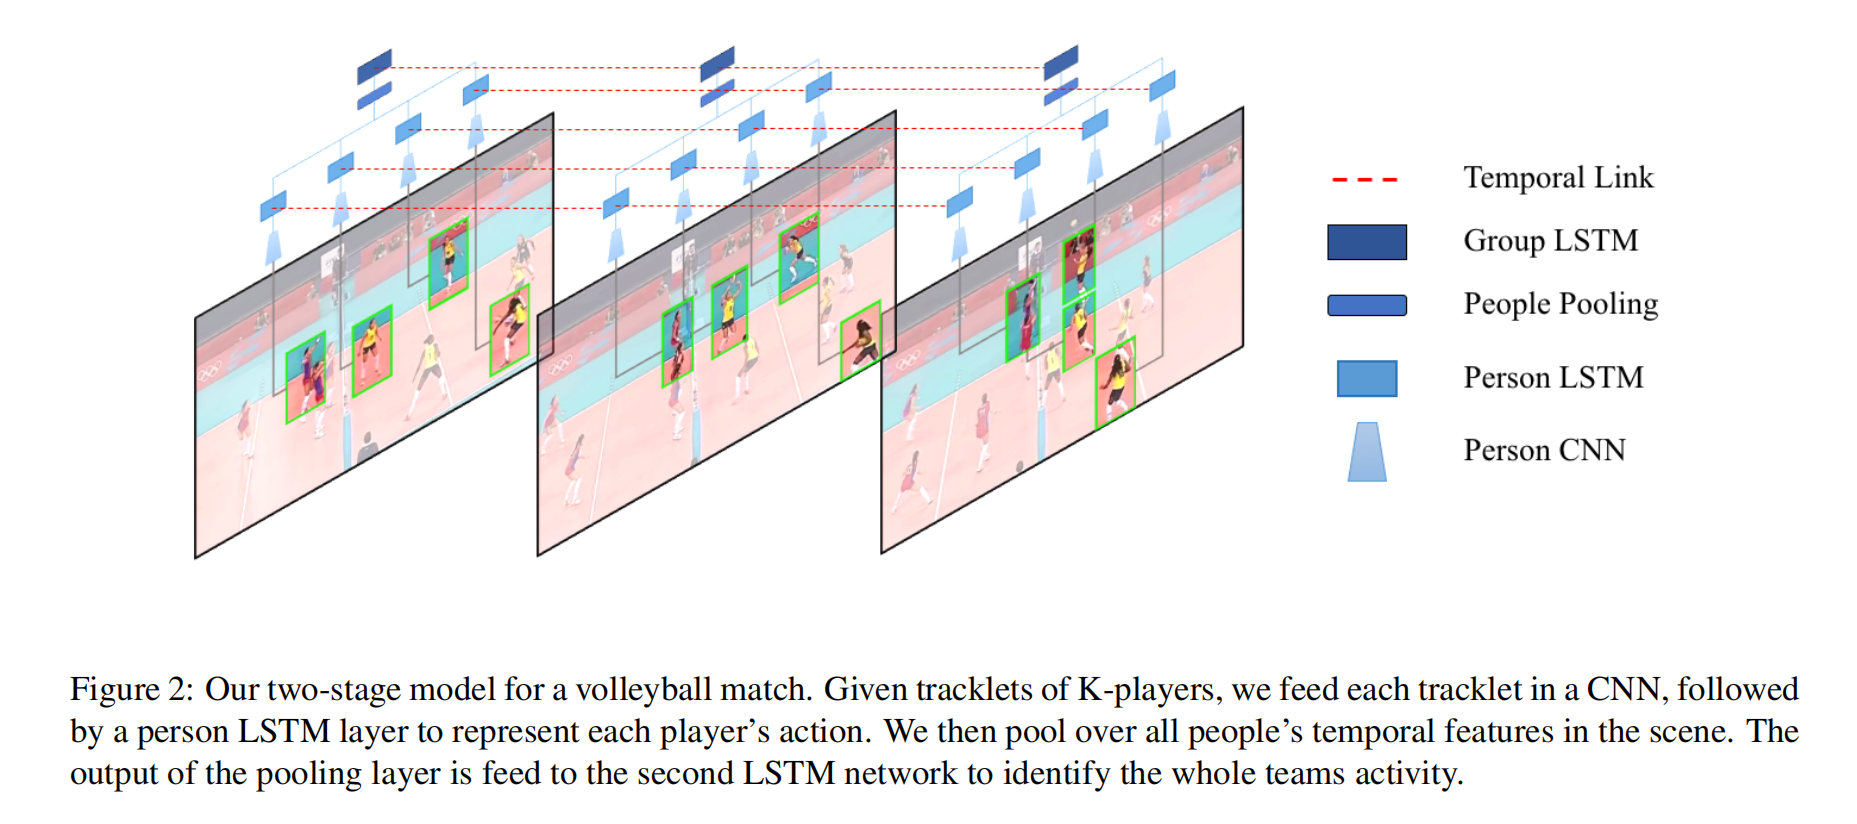 Temporal Link
Group LSTM
People Pooling
Person LSTM
Person CNN
Figure 2: Our two-stage model for a volleyball match. Given tracklets of K-players, we feed each tracklet in a CNN, followed
by a person LSTM layer to represent each player’s action. We then pool over all people’s temporal features in the scene. The
output of the pooling layer is feed to the second LSTM network to identify the whole teams activity.